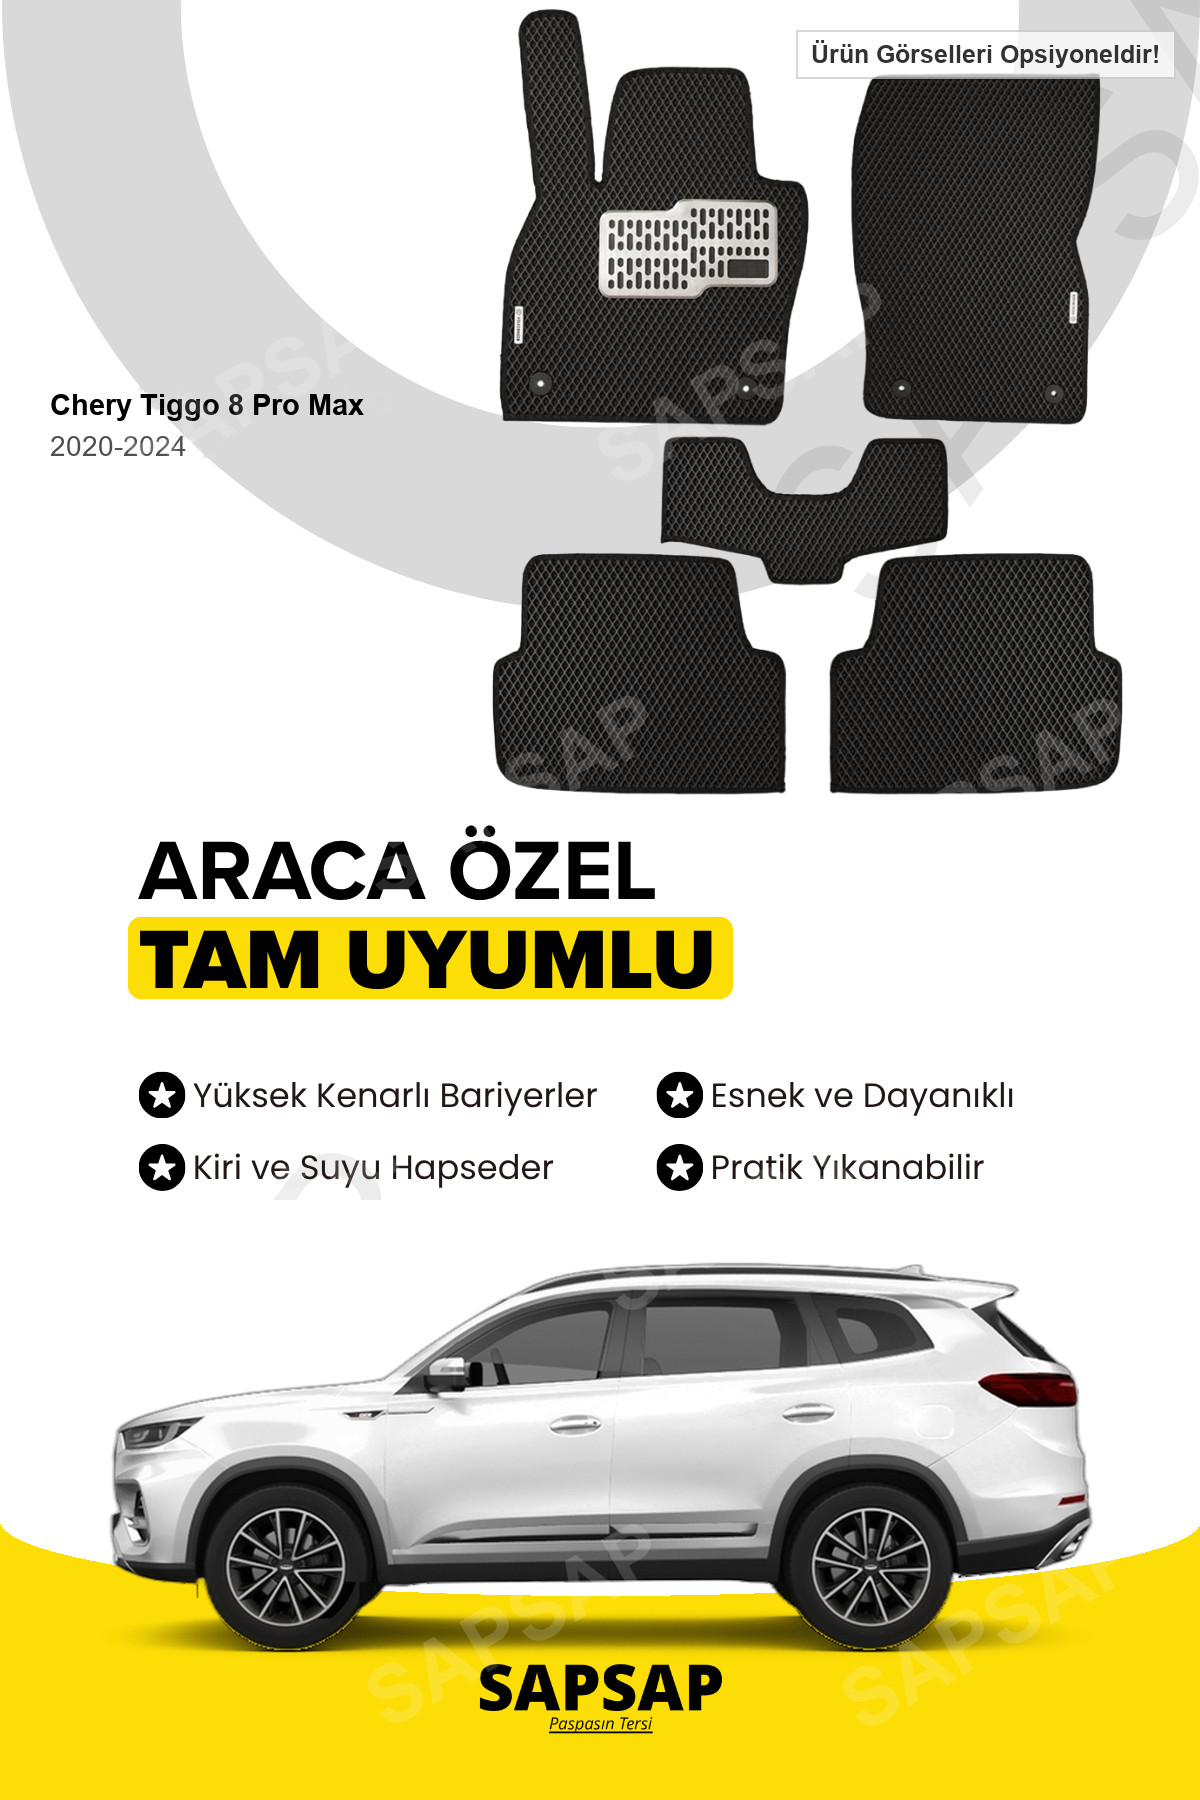 Ürün Görselleri Opsiyoneldir!
Chery Tiggo 8 Pro Max
2020-2024
ARACA ÖZEL
TAM UYUMLU
Yüksek Kenarlı Bariyerler
Esnek ve Dayanıklı
Kiri ve Suyu Hapseder
Pratik Yıkanabilir
SAPSAP
Paspasın Tersi